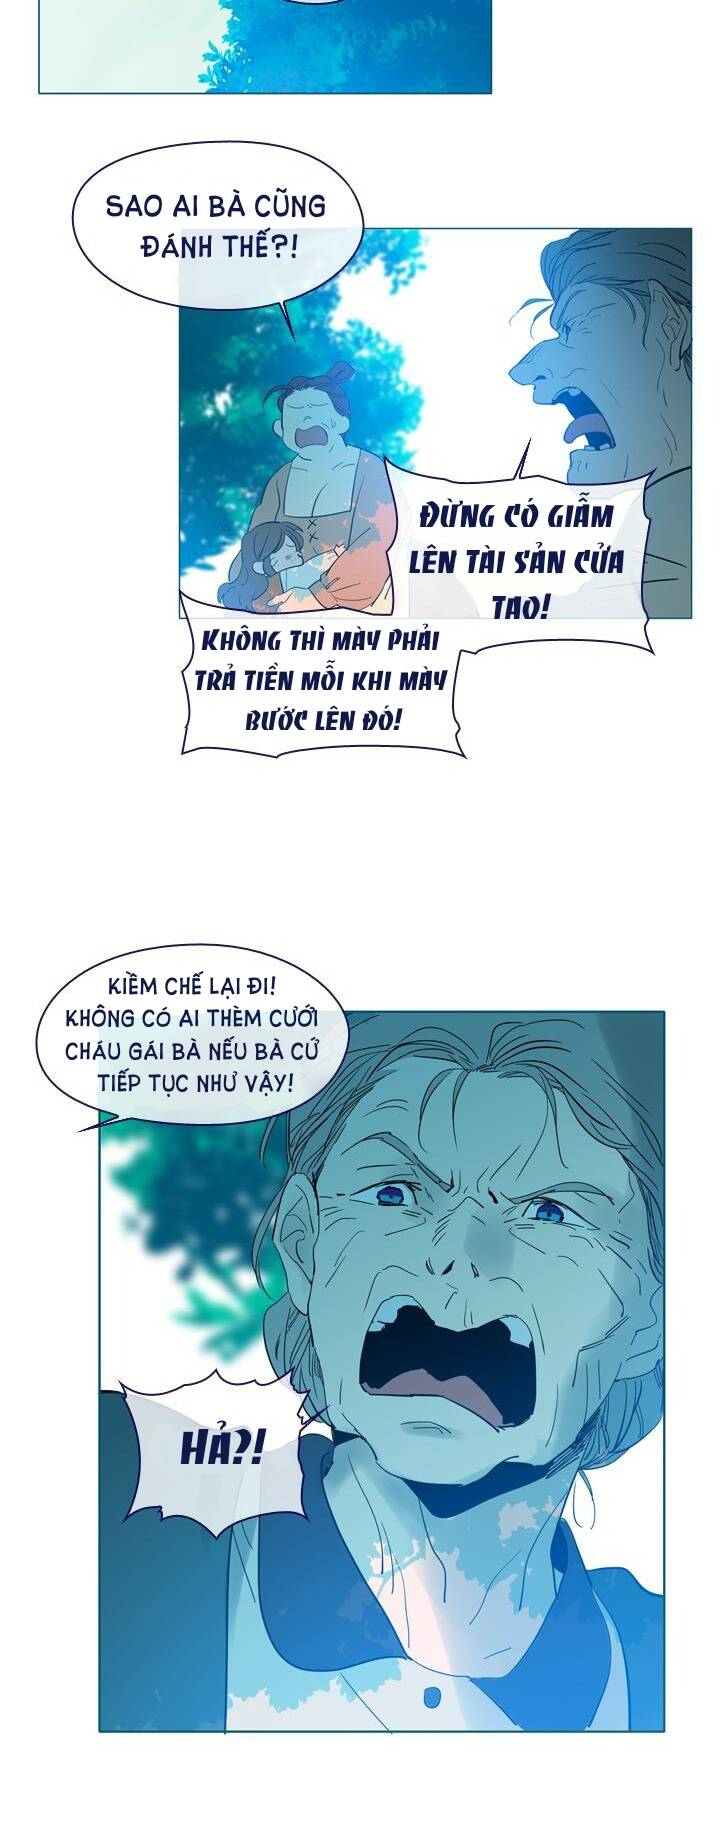 SAO AI BÀ CŨNG
ĐÁNH THẾ?!
ĐỪNG CÓ GIẪM
LÊN TÀI SẢN CỬA
TAO!
KHÔNG THÌ MÀY PHẢI
TRẢ TIỀN MỖI KHI MÀY
BƯỚC LÊN ĐÓ!
KIỀM CHẾ LẠI ĐI!
KHÔNG CÓ AI THÈM CƯỚI
CHÁU GÁI BÀ NẾU BÀ CỨ
TIẾP TỤC NHƯ VẬY!
HẢ?!